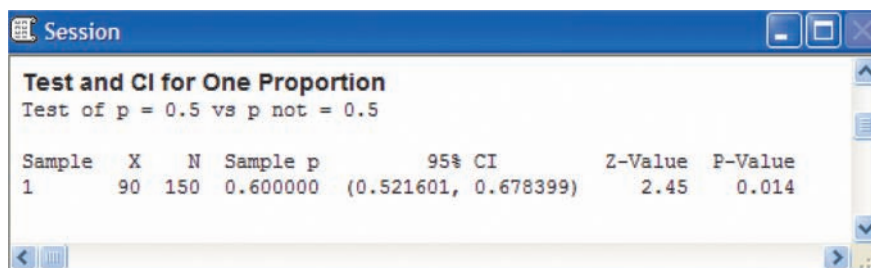 Session
Test and CI for One Proportion
Test of p = 0.5 vs p not = 0.5
Sample X N Sample p 95% CI Z-Value P-Value
1 90 150 0.600000 (0.521601, 0.678399) 2.45 0.014